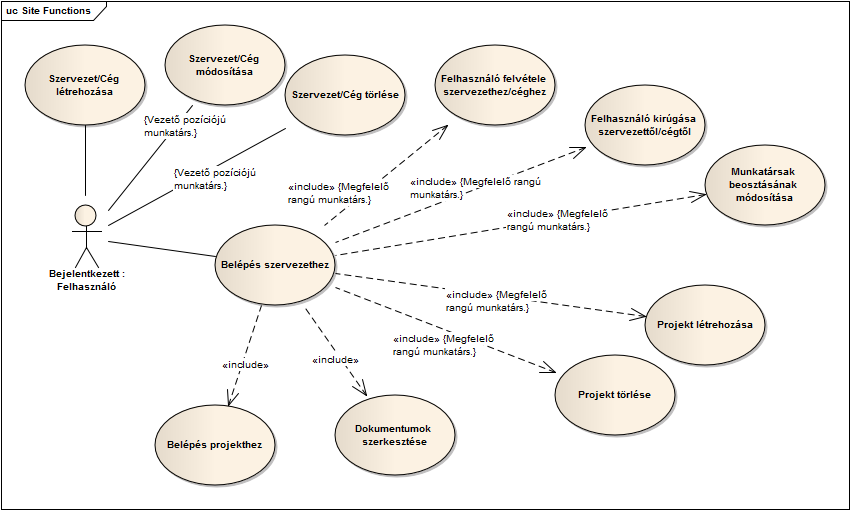 uc Site Functions
Szervezet/Cég
létrehozása
Szervezet/Cég
módosítása
Szervezet/Cég törlése
Felhasználó felvétele
szervezethez/céghez
Felhasználó kirúgása
szervezettől/cégtől
Munkatársak
beosztásának
módosítása
{Vezető pozíciójú
munkatárs.}
{Vezető pozíciójú
munkatárs.}
«include» {Megfelelő
rangú munkatárs.}
«include» {Megfelelő rangú
munkatárs.}
«include» {Megfelelő
rangú munkatárs.}
Bejelentkezett :
Felhasználó
Belépés szervezethez
«include» {Megfelelő
rangú munkatárs.}
«include» {Megfelelő
rangú munkatárs.}
Projekt létrehozása
Projekt törlése
«include»
«include»
Belépés projekthez
Dokumentumok
szerkesztése